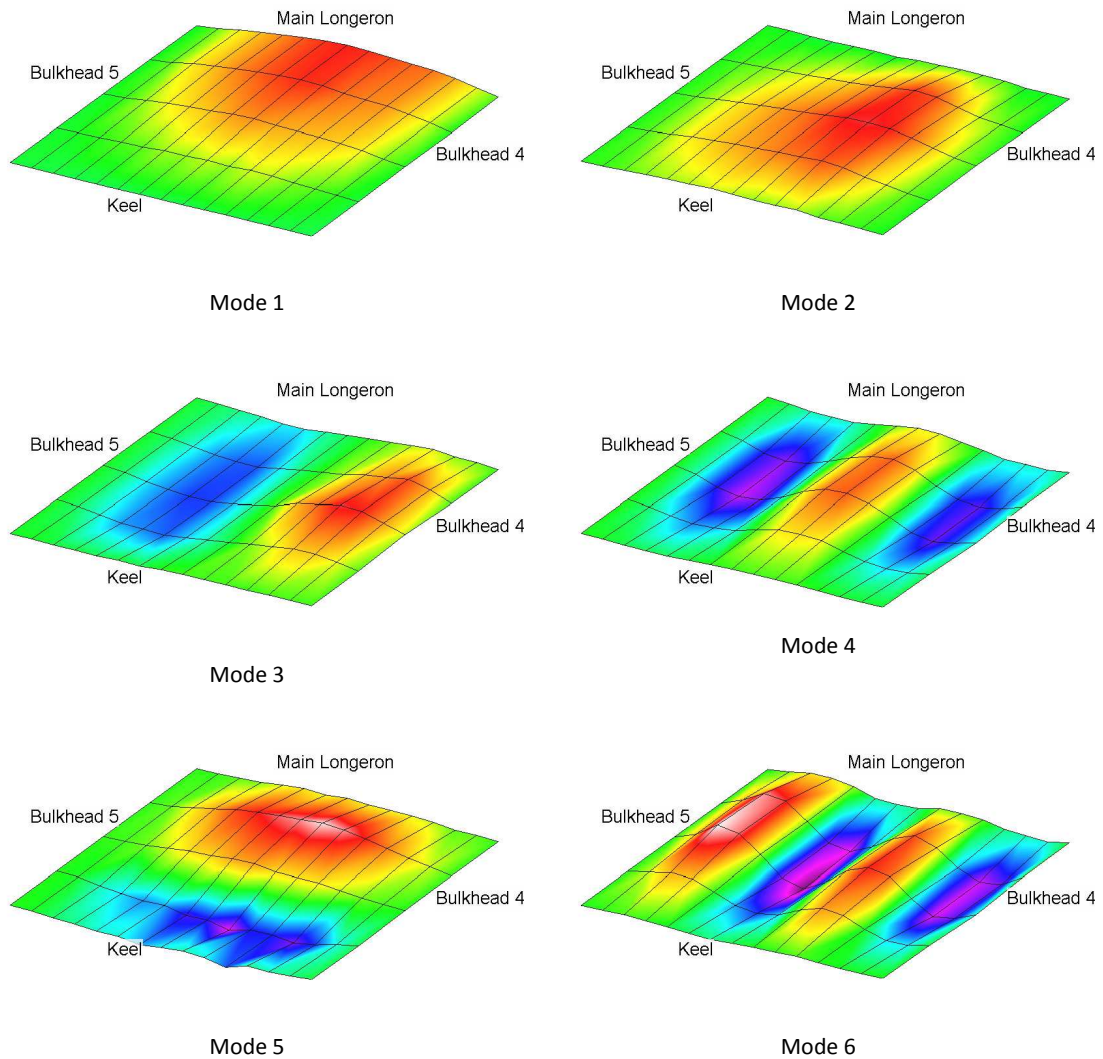 Main Longeron
Bulkhead 5
Bulkhead 4
Keel
Mode 1
Main Longeron
Bulkhead 5
Bulkhead 4
Keel
Mode 2
Main Longeron
Bulkhead 5
Bulkhead 4
Keel
Mode 3
Main Longeron
Bulkhead 5
Bulkhead 4
Keel
Mode 4
Main Longeron
Bulkhead 5
Bulkhead 4
Keel
Mode 5
Main Longeron
Bulkhead 5
Bulkhead 4
Keel
Mode 6